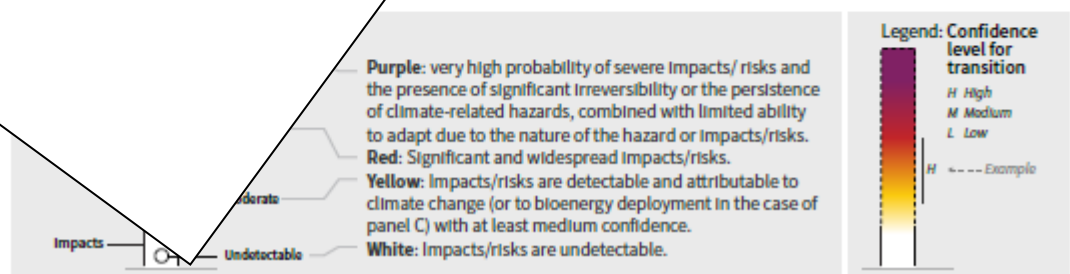 Purple: very high probability of severe impacts/ risks and
the presence of significant irreversibility or the persistence
of climate-related hazards, combined with limited ability
to adapt due to the nature of the hazard or impacts/risks.
Red: Significant and widespread impacts/risks.
Yellow: Impacts/risks are detectable and attributable to
climate change (or to bioenergy deployment in the case of
panel C) with at least medium confidence.
White: Impacts/risks are undetectable.
Impacts
Undetectable
Legend: Confidence
level for
transition
H High
M Medium
L Low
H Example